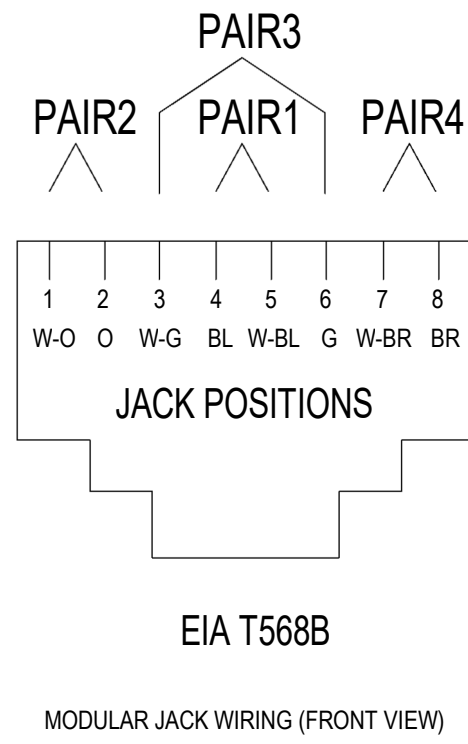 PAIR3
PAIR2 PAIR1 PAIR4
1 2 3 4 5 6 7 8
W-O O W-G BL W-BL G W-BR BR
JACK POSITIONS
EIA T568B
MODULAR JACK WIRING (FRONT VIEW)